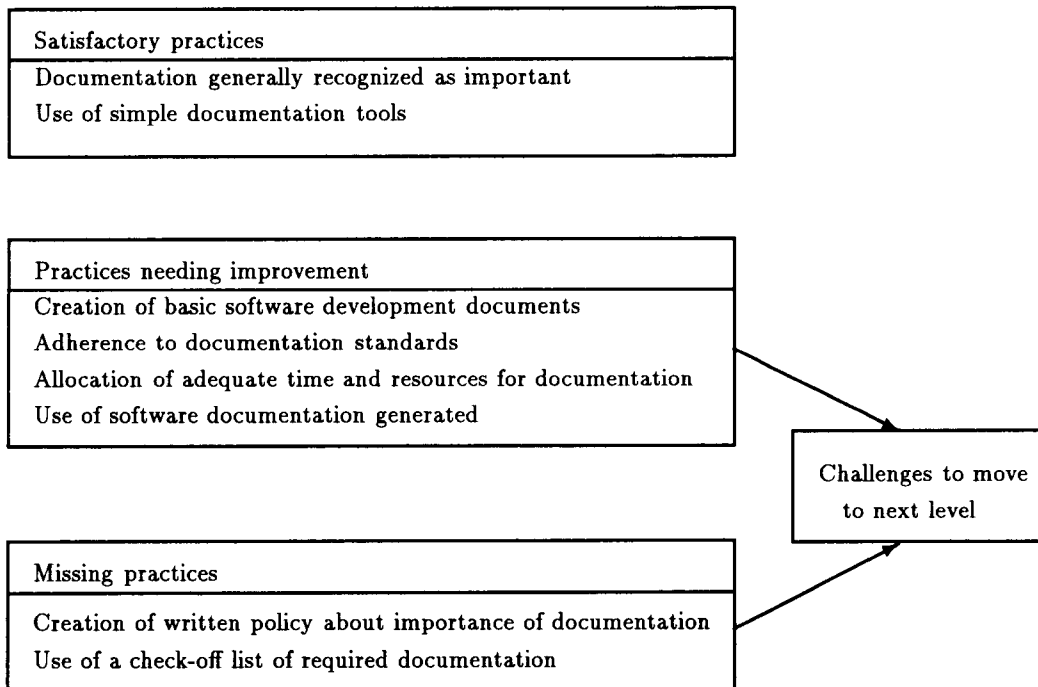 Satisfactory practices
Documentation generally recognized as important
Use of simple documentation tools
Practices needing improvement
Creation of basic software development documents
Adherence to documentation standards
Allocation of adequate time and resources for documentation
Use of software documentation generated
Challenges to move
to next level
Missing practices
Creation of written policy about importance of documentation
Use of a check-off list of required documentation